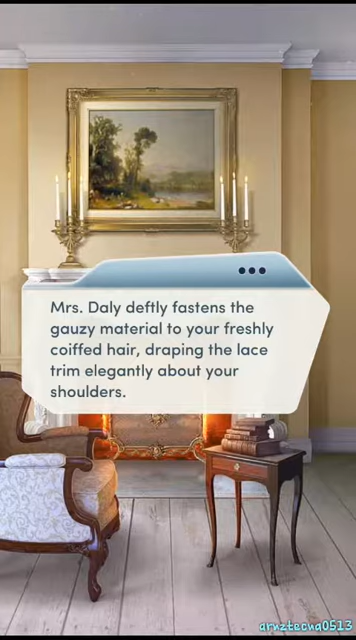 Mrs. Daly deftly fastens the
gauzy material to your freshly
coiffed hair, draping the lace
trim elegantly about your
shoulders.
arnztecnq0513